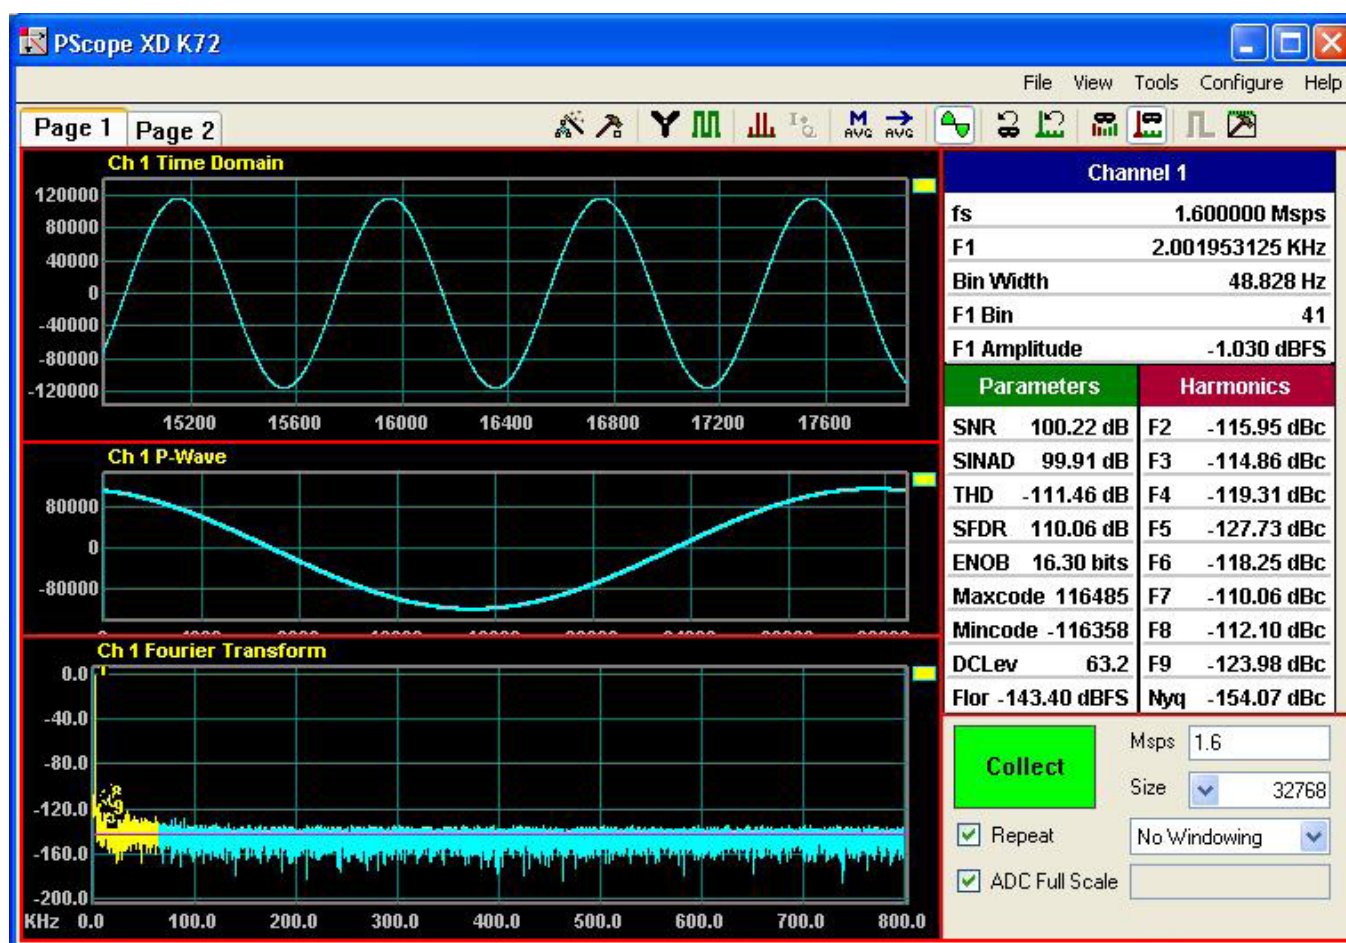 PScope XD K72
File View Tools Configure Help
Page 1 Page 2
M AVG AVG
Ch 1 Time Domain
120000
80000
40000
0
-40000
-80000
-120000
15200 15600 16000 16400 16800 17200 17600
Ch 1 P-Wave
80000
0
-80000
Ch 1 Fourier Transform
0.0
-40.0
-80.0
-120.0
-160.0
-200.0
KHz 0.0 100.0 200.0 300.0 400.0 500.0 600.0 700.0 800.0
Channel 1
fs 1.600000 Msps
F1 2.001953125 KHz
Bin Width 48.828 Hz
F1 Bin 41
F1 Amplitude -1.030 dBFS
Parameters Harmonics
SNR 100.22 dB F2 -115.95 dBc
SINAD 99.91 dB F3 -114.86 dBc
THD -111.46 dB F4 -119.31 dBc
SFDR 110.06 dB F5 -127.73 dBc
ENOB 16.30 bits F6 -118.25 dBc
Maxcode 116485 F7 -110.06 dBc
Mincode -116358 F8 -112.10 dBc
DCLev 63.2 F9 -123.98 dBc
Flor -143.40 dBFS Nyq -154.07 dBc
Collect
Msps 1.6
Size 32768
Repeat
No Windowing
ADC Full Scale